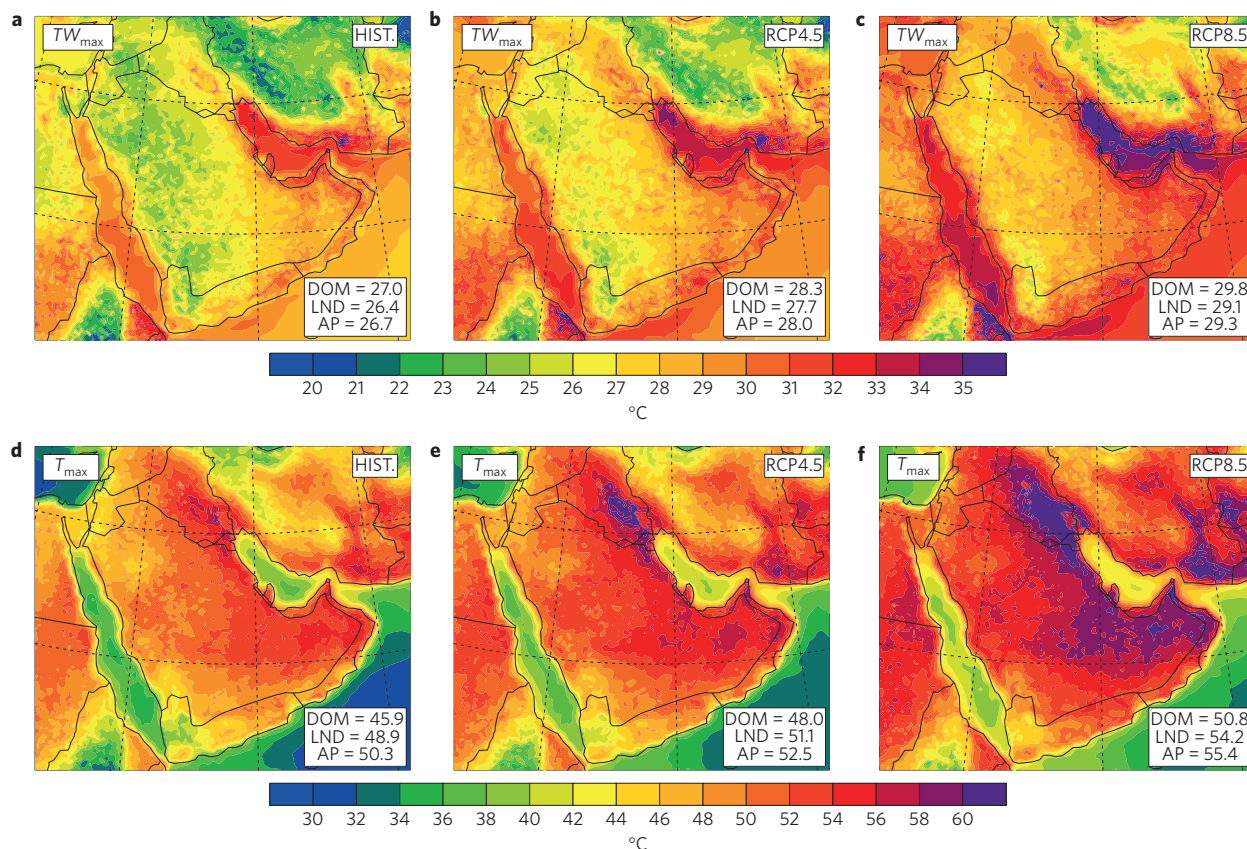 a
TWmax
HIST.
DOM = 27.0
LND = 26.4
AP = 26.7
b
TWmax
RCP4.5
DOM = 28.3
LND = 27.7
AP = 28.0
c
TWmax
RCP8.5
DOM = 29.8
LND = 29.1
AP = 29.3
20 21 22 23 24 25 26 27 28 29 30 31 32 33 34 35
°C
d
Tmax
HIST.
DOM = 45.9
LND = 48.9
AP = 50.3
e
Tmax
RCP4.5
DOM = 48.0
LND = 51.1
AP = 52.5
f
Tmax
RCP8.5
DOM = 50.8
LND = 54.2
AP = 55.4
30 32 34 36 38 40 42 44 46 48 50 52 54 56 58 60
°C